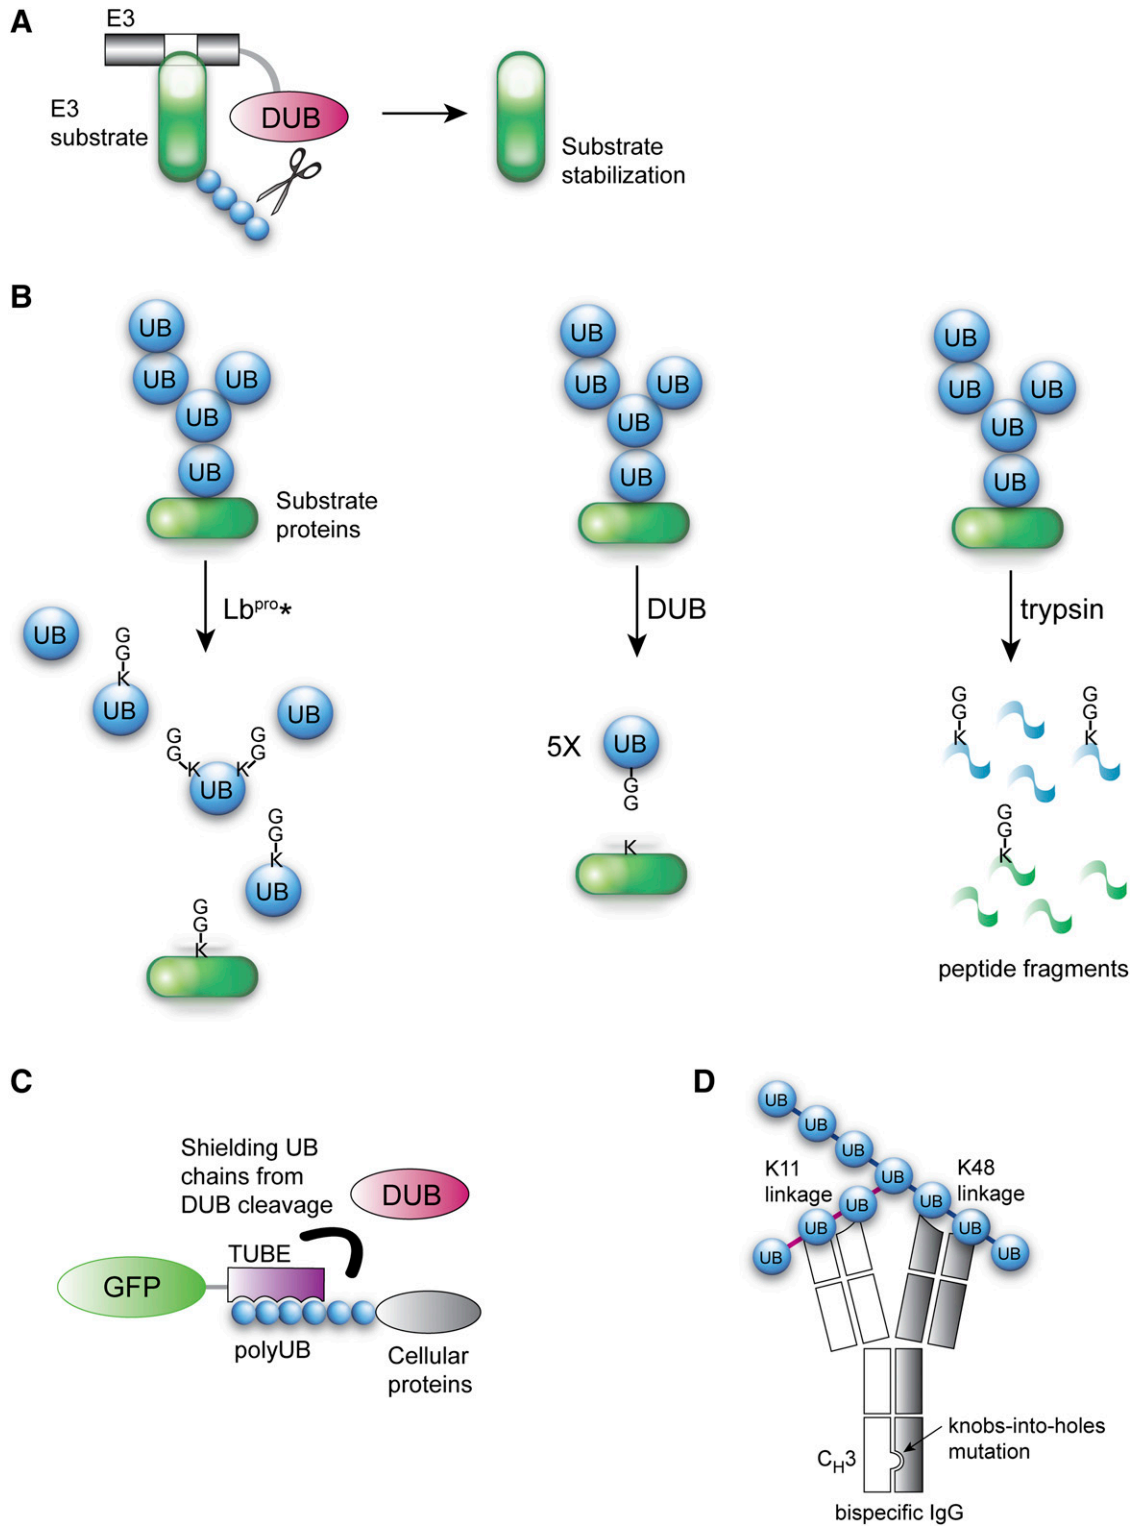 A
E3
E3
substrate
DUB
Substrate
stabilization
B
UB
UB
UB
UB
UB
Substrate
proteins
Lbpro*
UB
G
G
K
UB
G
G
K
G
G
K
UB
UB
G
G
K
UB
G
G
K
UB
UB
UB
UB
UB
DUB
5X
UB
G
G
K
UB
UB
UB
UB
UB
trypsin
G
G
K
G
G
K
G
G
K
peptide fragments
C
Shielding UB
chains from
DUB cleavage
DUB
TUBE
GFP
polyUB
Cellular
proteins
D
UB
UB
UB
UB
K11
linkage
K48
linkage
UB
UB
UB
UB
UB
UB
knobs-into-holes
mutation
CH3
bispecific IgG